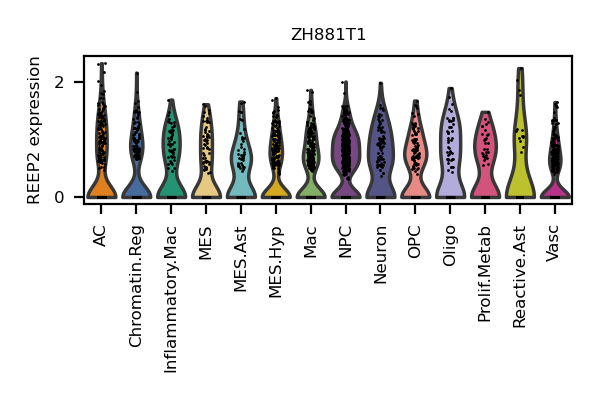 ZH881T1
REEP2 expression
2
0
AC
Chromatin.Reg
Inflammatory.Mac
MES
MES.Ast
MES.Hyp
Mac
NPC
Neuron
OPC
Oligo
Prolif.Metab
Reactive.Ast
Vasc